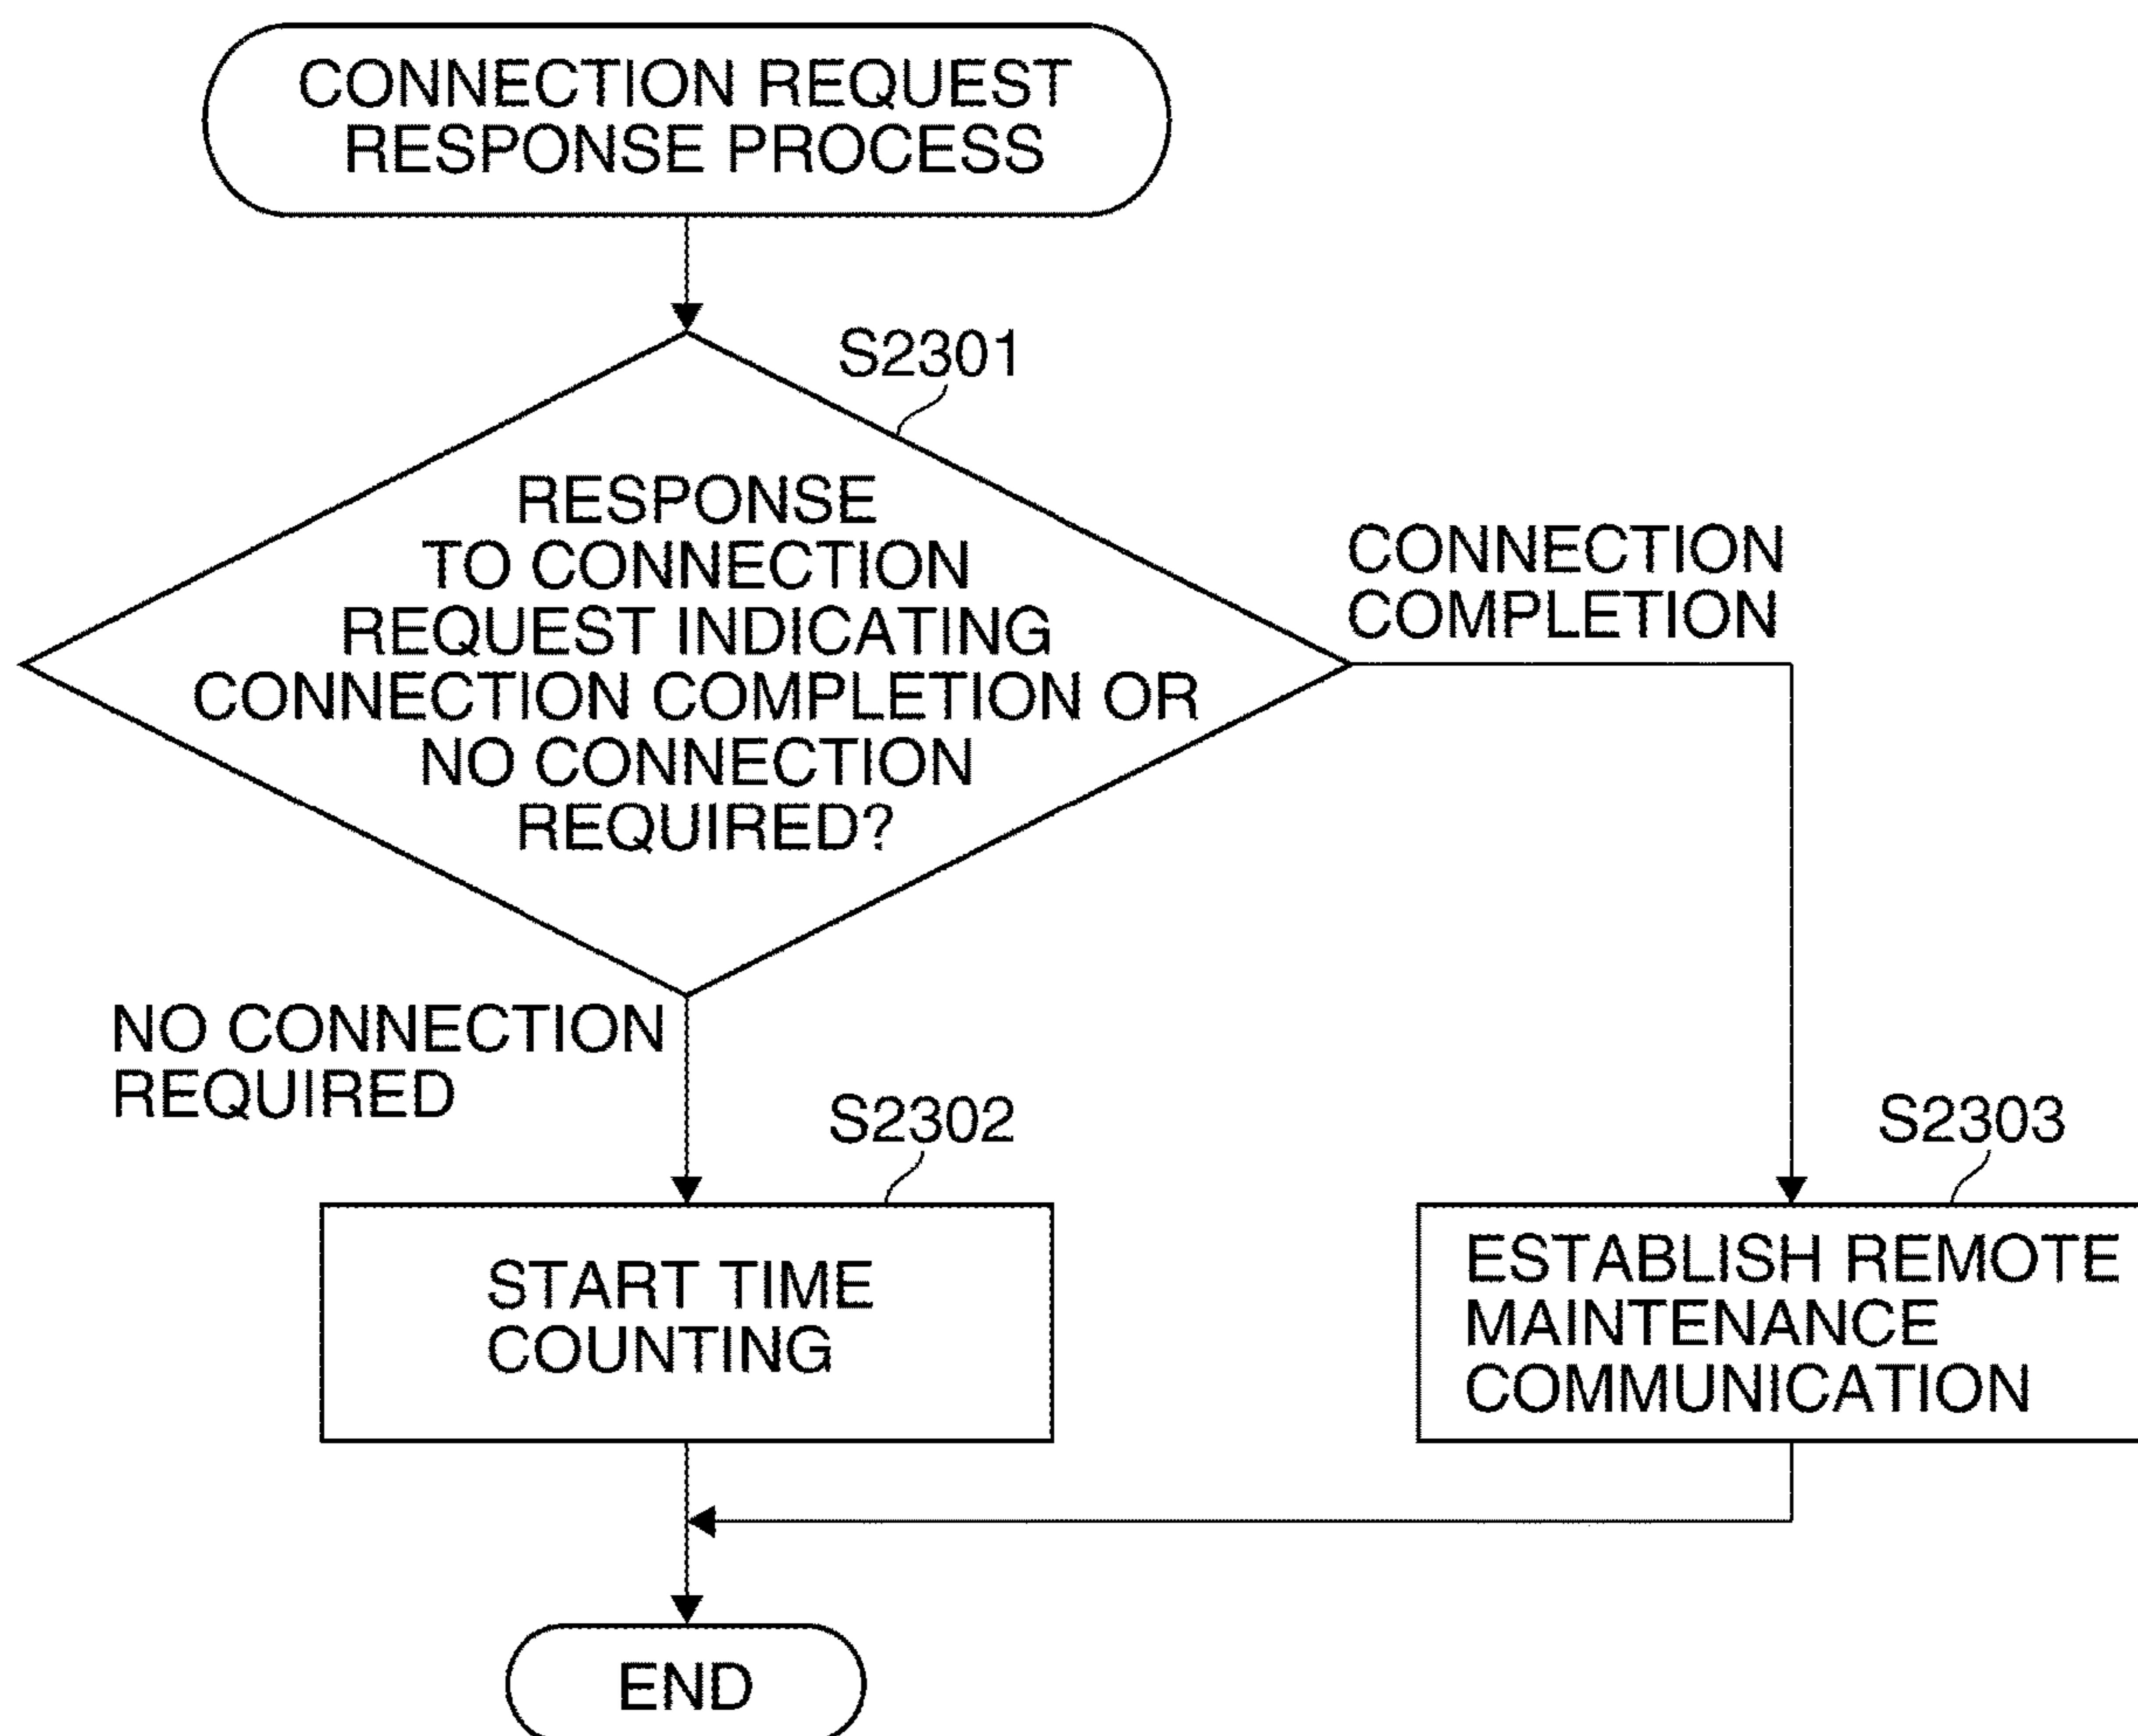 CONNECTION REQUEST
RESPONSE PROCESS
S2301
RESPONSE
TO CONNECTION
REQUEST INDICATING
CONNECTION COMPLETION OR
NO CONNECTION
REQUIRED?
CONNECTION
COMPLETION
NO CONNECTION
REQUIRED
S2302
START TIME
COUNTING
S2303
ESTABLISH REMOTE
MAINTENANCE
COMMUNICATION
END